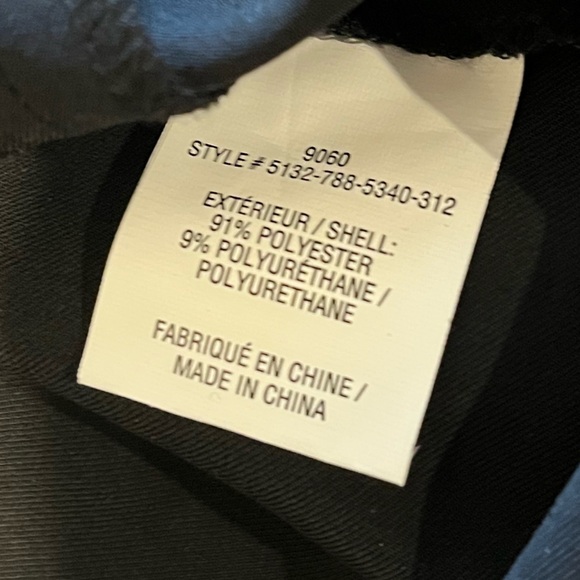 9060
STYLE # 5132-788-5340-312
EXTÉRIEUR / SHELL:
91% POLYESTER
9% POLYURÉTHANE /
POLYURETHANE
FABRIQUÉ EN CHINE /
MADE IN CHINA